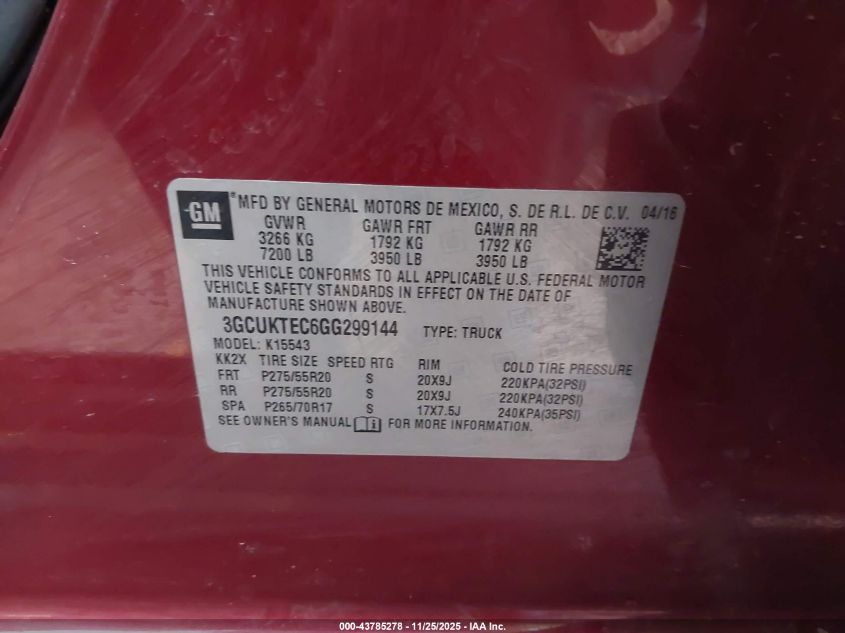 GM ® MFD BY GENERAL MOTORS DE MEXICO, S. DE R.L. DE C.V. 04/16
GVWR GAWR FRT GAWR RR
3266 KG 1792 KG 1792 KG
7200 LB 3950 LB 3950 LB
THIS VEHICLE CONFORMS TO ALL APPLICABLE U.S. FEDERAL MOTOR
VEHICLE SAFETY STANDARDS IN EFFECT ON THE DATE OF
MANUFACTURE SHOWN ABOVE.
3GCUKTEC6GG299144 TYPE: TRUCK
MODEL: K15543
KK2X TIRE SIZE SPEED RTG RIM COLD TIRE PRESSURE
FRT P275/55R20 S 20X9J 220KPA(32PSI)
RR P275/55R20 S 20X9J 220KPA(32PSI)
SPA P265/70R17 S 17X7.5J 240KPA(35PSI)
SEE OWNER'S MANUAL FOR MORE INFORMATION.
000-43785278 - 11/25/2025 - IAA Inc.